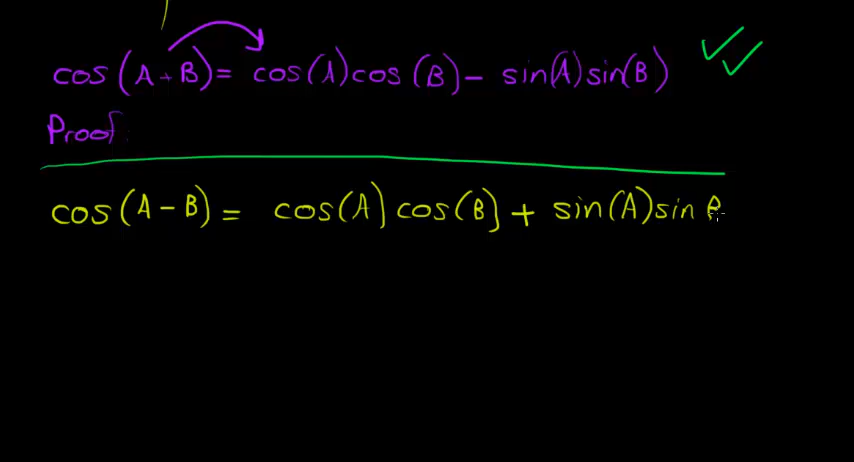 cos(A+B)= cos(A)cos(B)- sin(A)sin(B)
Proof:
cos(A-B)= cos(A)cos(B)+ sin(A)sin B